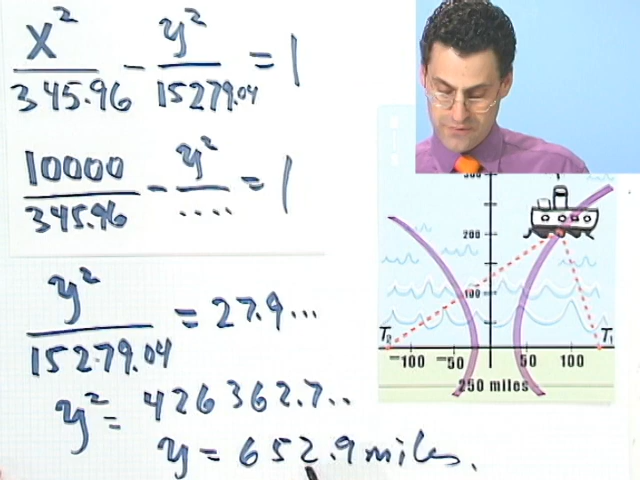 x² / 345.96 - y² / 15279.04 = 1
10000 / 345.96 - y² / .... = 1
y² / 15279.04 = 27.9...
y² = 426362.7..
y = 652.9 miles.
300
200
100
T₂ T₁
-100 -50 50 100
250 miles